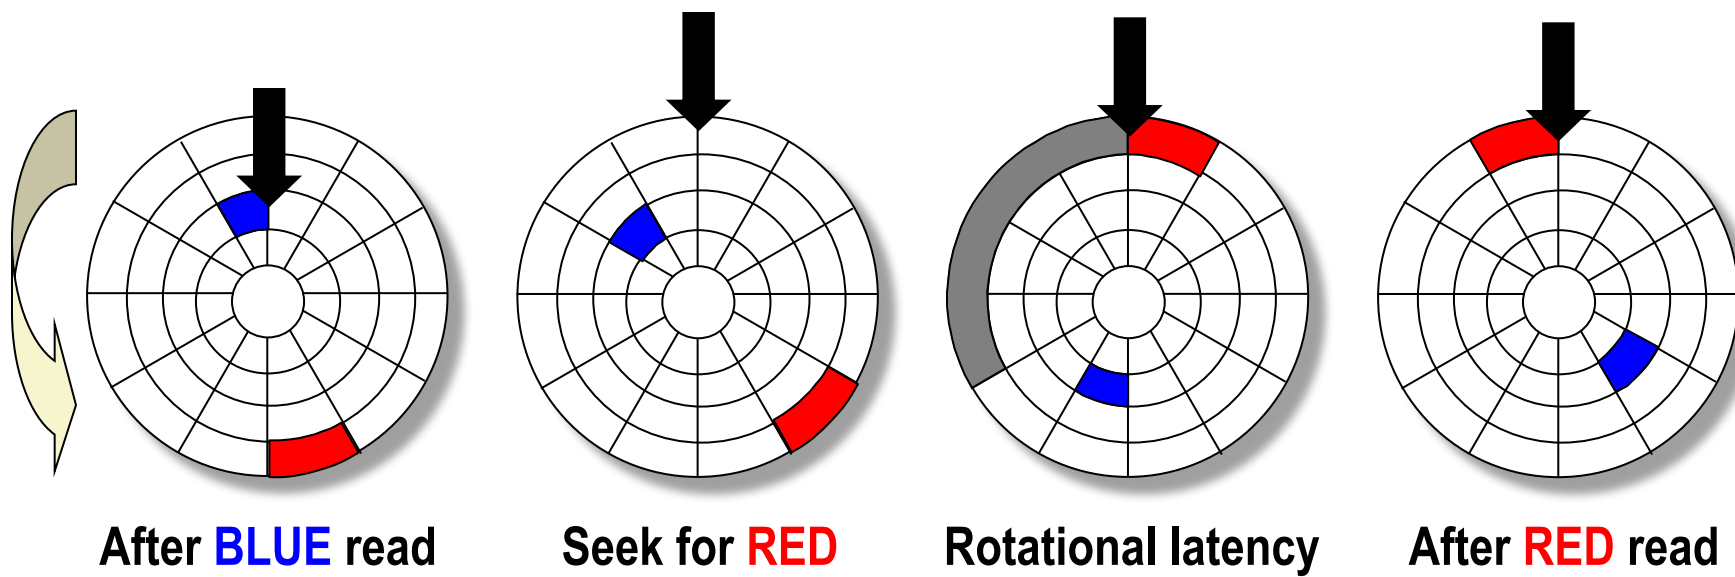 After BLUE read
Seek for RED
Rotational latency
After RED read